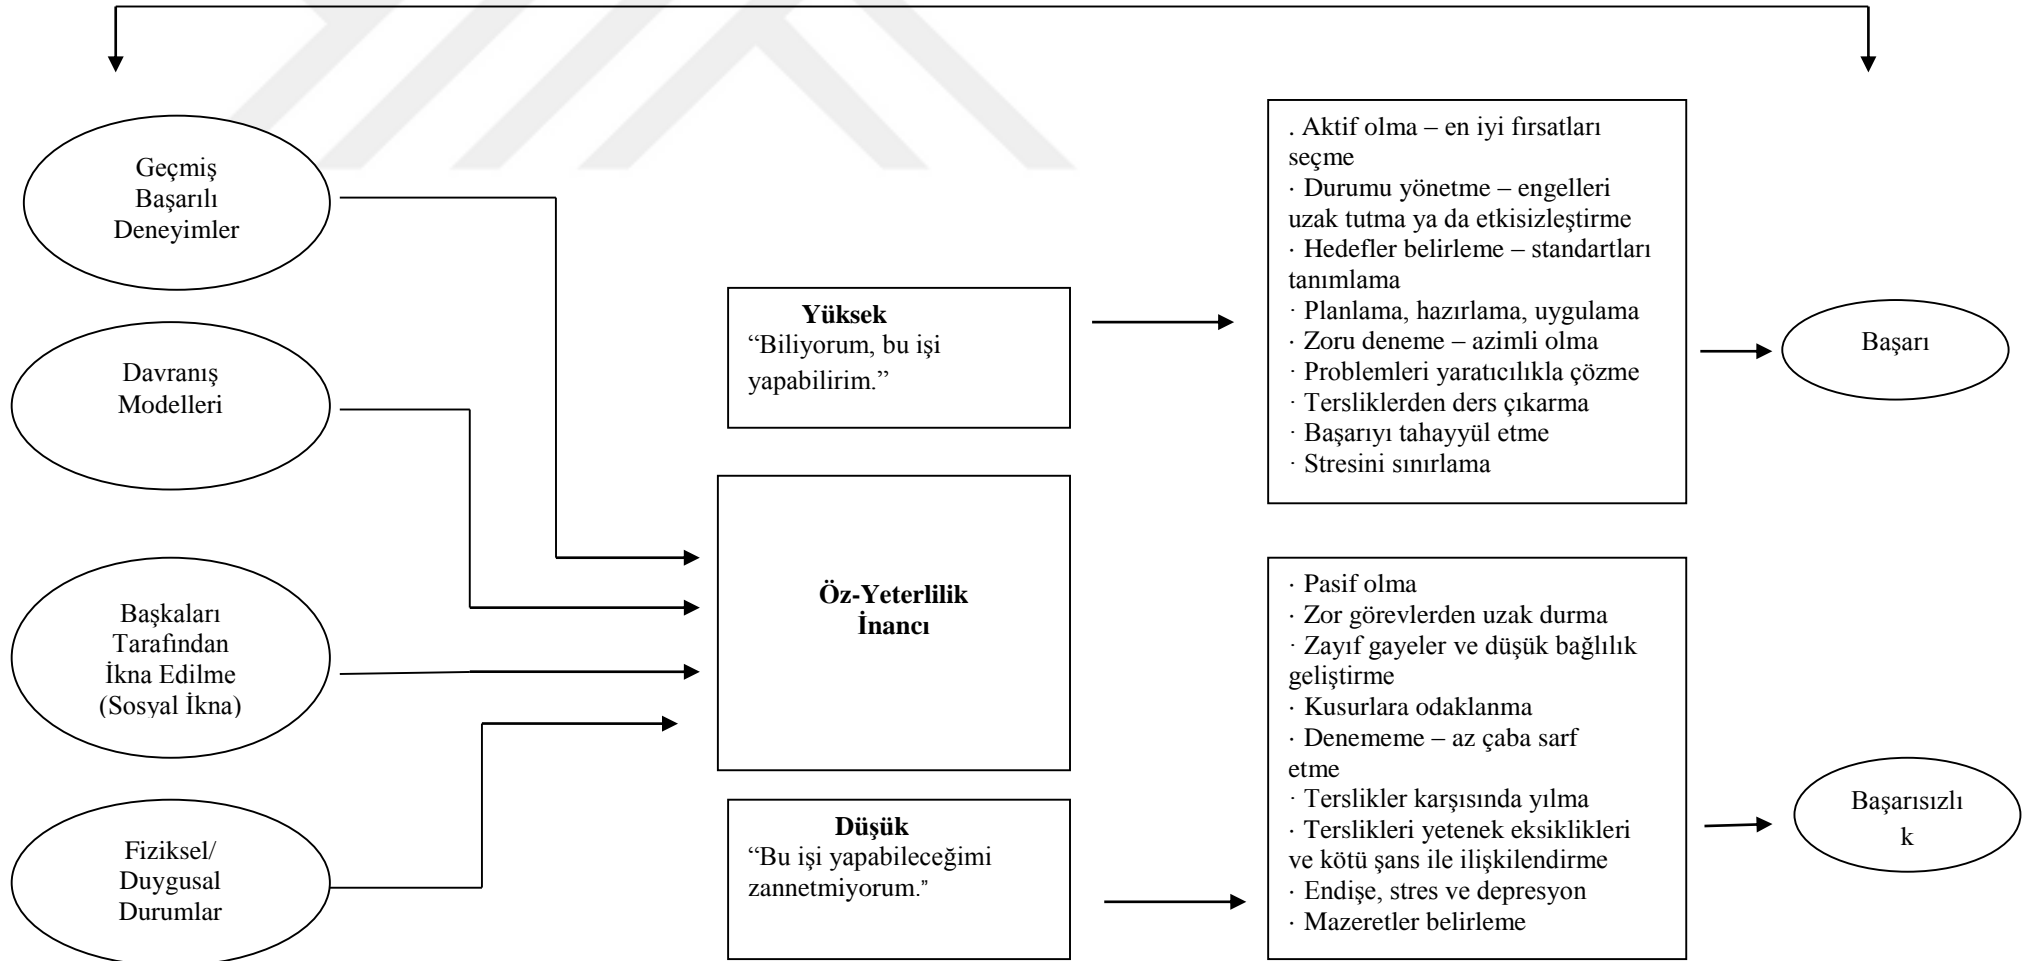 Geçmiş
Başarılı
Deneyimler
Davranış
Modelleri
Başkaları
Tarafından
İkna Edilme
(Sosyal İkna)
Fiziksel/
Duygusal
Durumlar
Yüksek
“Biliyorum, bu işi
yapabilirim.”
Öz-Yeterlilik
İnancı
Düşük
“Bu işi yapabileceğimi
zannetmiyorum.”
. Aktif olma – en iyi fırsatları
seçme
· Durumu yönetme – engelleri
uzak tutma ya da etkisizleştirme
· Hedefler belirleme – standartları
tanımlama
· Planlama, hazırlama, uygulama
· Zoru deneme – azimli olma
· Problemleri yaratıcılıkla çözme
· Tersliklerden ders çıkarma
· Başarıyı tahayyül etme
· Stresini sınırlama
· Pasif olma
· Zor görevlerden uzak durma
· Zayıf gayeler ve düşük bağlılık
geliştirme
· Kusurlara odaklanma
· Denememe – az çaba sarf
etme
· Terslikler karşısında yılma
· Terslikleri yetenek eksiklikleri
ve kötü şans ile ilişkilendirme
· Endişe, stres ve depresyon
· Mazeretler belirleme
Başarı
Başarısızlı
k